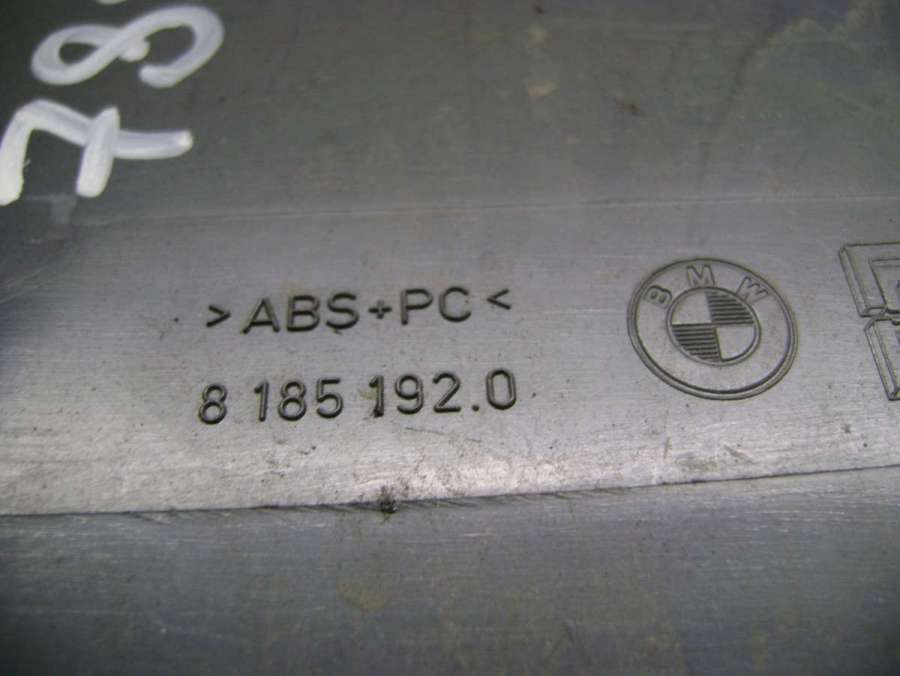 >ABS+PC<
BMW
8 185 192.0